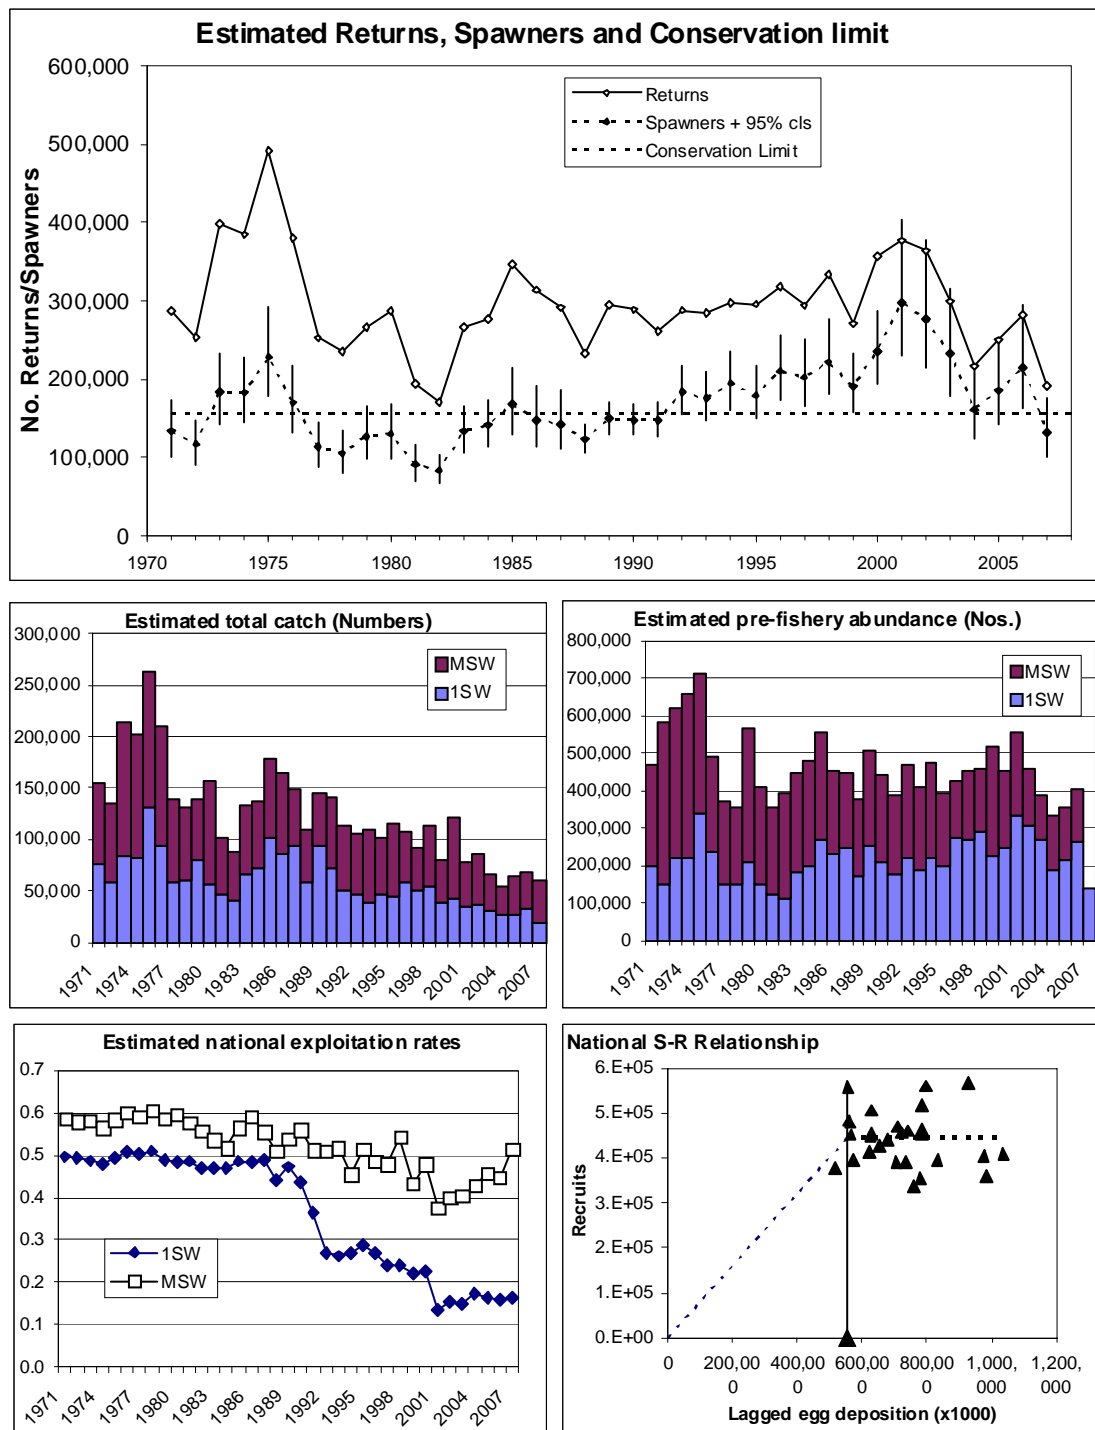 Estimated Returns, Spawners and Conservation limit
No. Returns/Spawners
600,000
500,000
400,000
300,000
200,000
100,000
0
Returns
Spawners + 95% cls
Conservation Limit
1970 1975 1980 1985 1990 1995 2000 2005
Estimated total catch (Numbers)
300,000
250,000
200,000
150,000
100,000
50,000
0
MSW
1SW
1971 1974 1977 1980 1983 1986 1989 1992 1995 1998 2001 2004 2007
Estimated pre-fishery abundance (Nos.)
800,000
700,000
600,000
500,000
400,000
300,000
200,000
100,000
0
MSW
1SW
1971 1974 1977 1980 1983 1986 1989 1992 1995 1998 2001 2004 2007
Estimated national exploitation rates
0.7
0.6
0.5
0.4
0.3
0.2
0.1
0.0
1SW
MSW
1971 1974 1977 1980 1983 1986 1989 1992 1995 1998 2001 2004 2007
National S-R Relationship
Recruits
6.E+05
5.E+05
4.E+05
3.E+05
2.E+05
1.E+05
0.E+00
0 200,00 400,00 600,00 800,00 1,000, 1,200,
0 0 0 0 000 000
Lagged egg deposition (x1000)